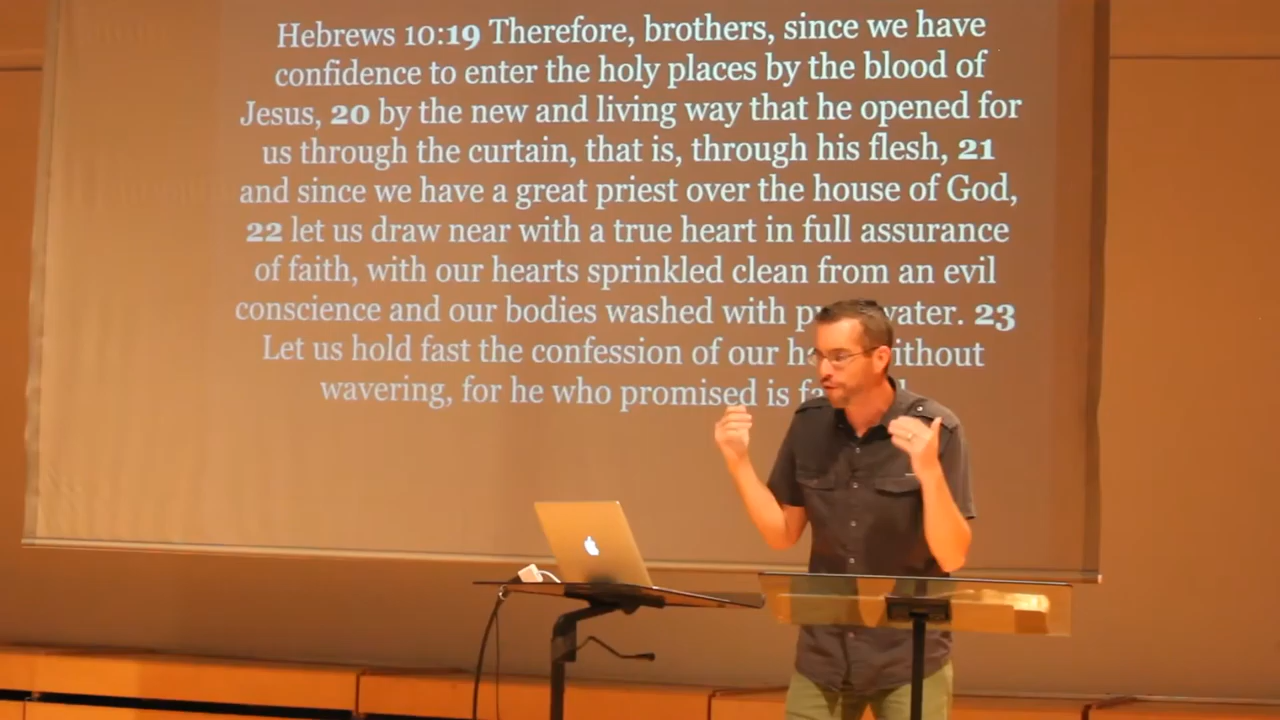 Hebrews 10:19 Therefore, brothers, since we have
confidence to enter the holy places by the blood of
Jesus, 20 by the new and living way that he opened for
us through the curtain, that is, through his flesh, 21
and since we have a great priest over the house of God,
22 let us draw near with a true heart in full assurance
of faith, with our hearts sprinkled clean from an evil
conscience and our bodies washed with water. 23
Let us hold fast the confession of our
wavering, for he who promised is